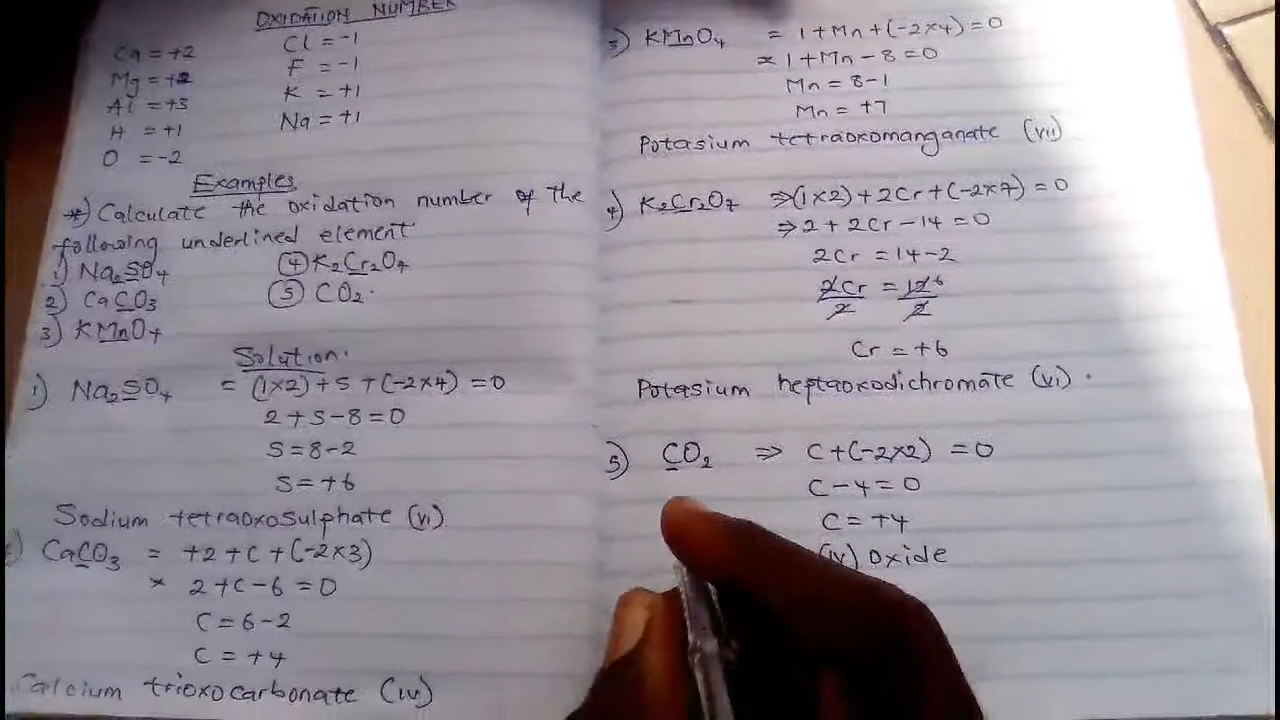 OXIDATION NUMBER
Ca = +2
Mg = +2
Al = +3
H = +1
O = -2
Cl = -1
F = -1
K = +1
Na = +1
Examples
*) Calculate the oxidation number of the
following underlined element
1) Na2SO4
2) CaCO3
3) KMnO4
④ K2Cr2O7
⑤ CO2.
Solution.
1) Na2SO4 = (1×2) + S + (-2×4) = 0
2 + S - 8 = 0
S = 8 - 2
S = +6
Sodium tetraoxosulphate (vi)
CaCO3 = +2 + C + (-2×3)
× 2 + C - 6 = 0
C = 6 - 2
C = +4
Calcium trioxocarbonate (iv)
3) KMnO4 = 1 + Mn + (-2×4) = 0
× 1 + Mn - 8 = 0
Mn = 8 - 1
Mn = +7
Potasium tetraoxomanganate (vii)
4) K2Cr2O7 ⇒ (1×2) + 2Cr + (-2×7) = 0
⇒ 2 + 2Cr - 14 = 0
2Cr = 14 - 2
2Cr/2 = 12 6/2
Cr = +6
Potasium heptaoxodichromate (vi).
5) CO2 ⇒ C + (-2×2) = 0
C - 4 = 0
C = +4
(iv) oxide